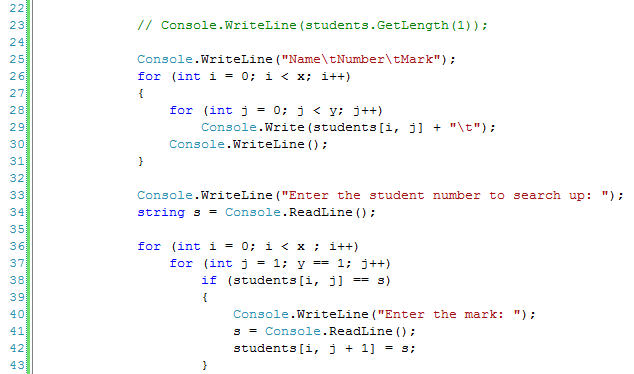 22
23 // Console.WriteLine(students.GetLength(1));
24
25 Console.WriteLine("Name\tNumber\tMark");
26 for (int i = 0; i < x; i++)
27 {
28 for (int j = 0; j < y; j++)
29 Console.Write(students[i, j] + "\t");
30 Console.WriteLine();
31 }
32
33 Console.WriteLine("Enter the student number to search up: ");
34 string s = Console.ReadLine();
35
36 for (int i = 0; i < x ; i++)
37 for (int j = 1; y == 1; j++)
38 if (students[i, j] == s)
39 {
40 Console.WriteLine("Enter the mark: ");
41 s = Console.ReadLine();
42 students[i, j + 1] = s;
43 }